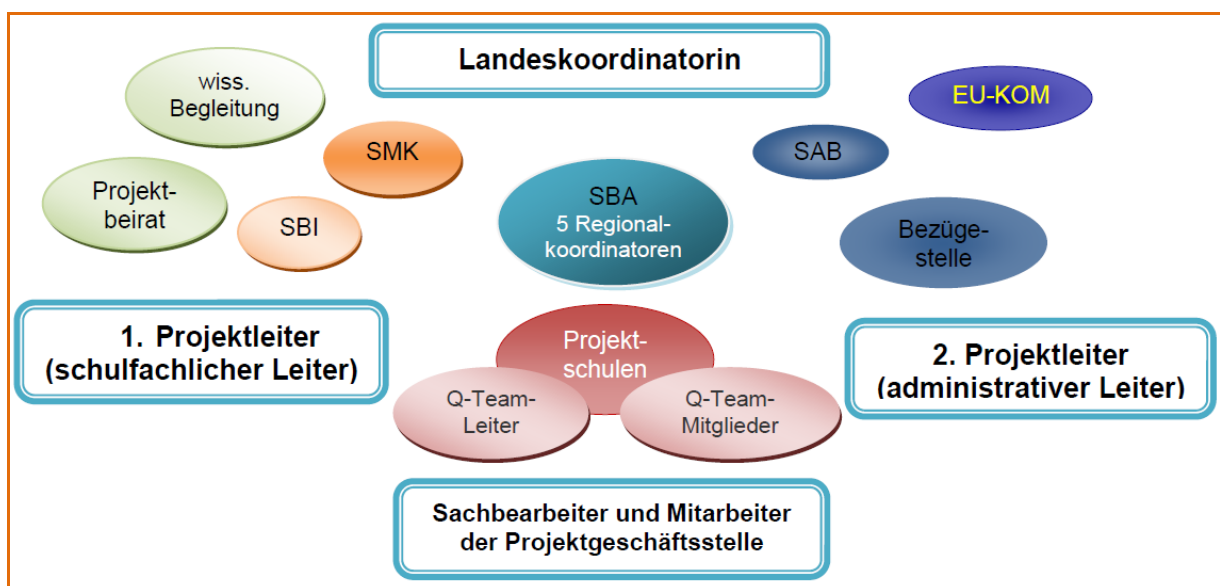 Landeskoordinatorin
wiss.
Begleitung
EU-KOM
SMK
SAB
Projekt-
beirat
SBI
SBA
5 Regional-
koordinatoren
Bezüge-
stelle
1. Projektleiter
(schulfachlicher Leiter)
Projekt-
schulen
2. Projektleiter
(administrativer Leiter)
Q-Team-
Leiter
Q-Team-
Mitglieder
Sachbearbeiter und Mitarbeiter
der Projektgeschäftsstelle